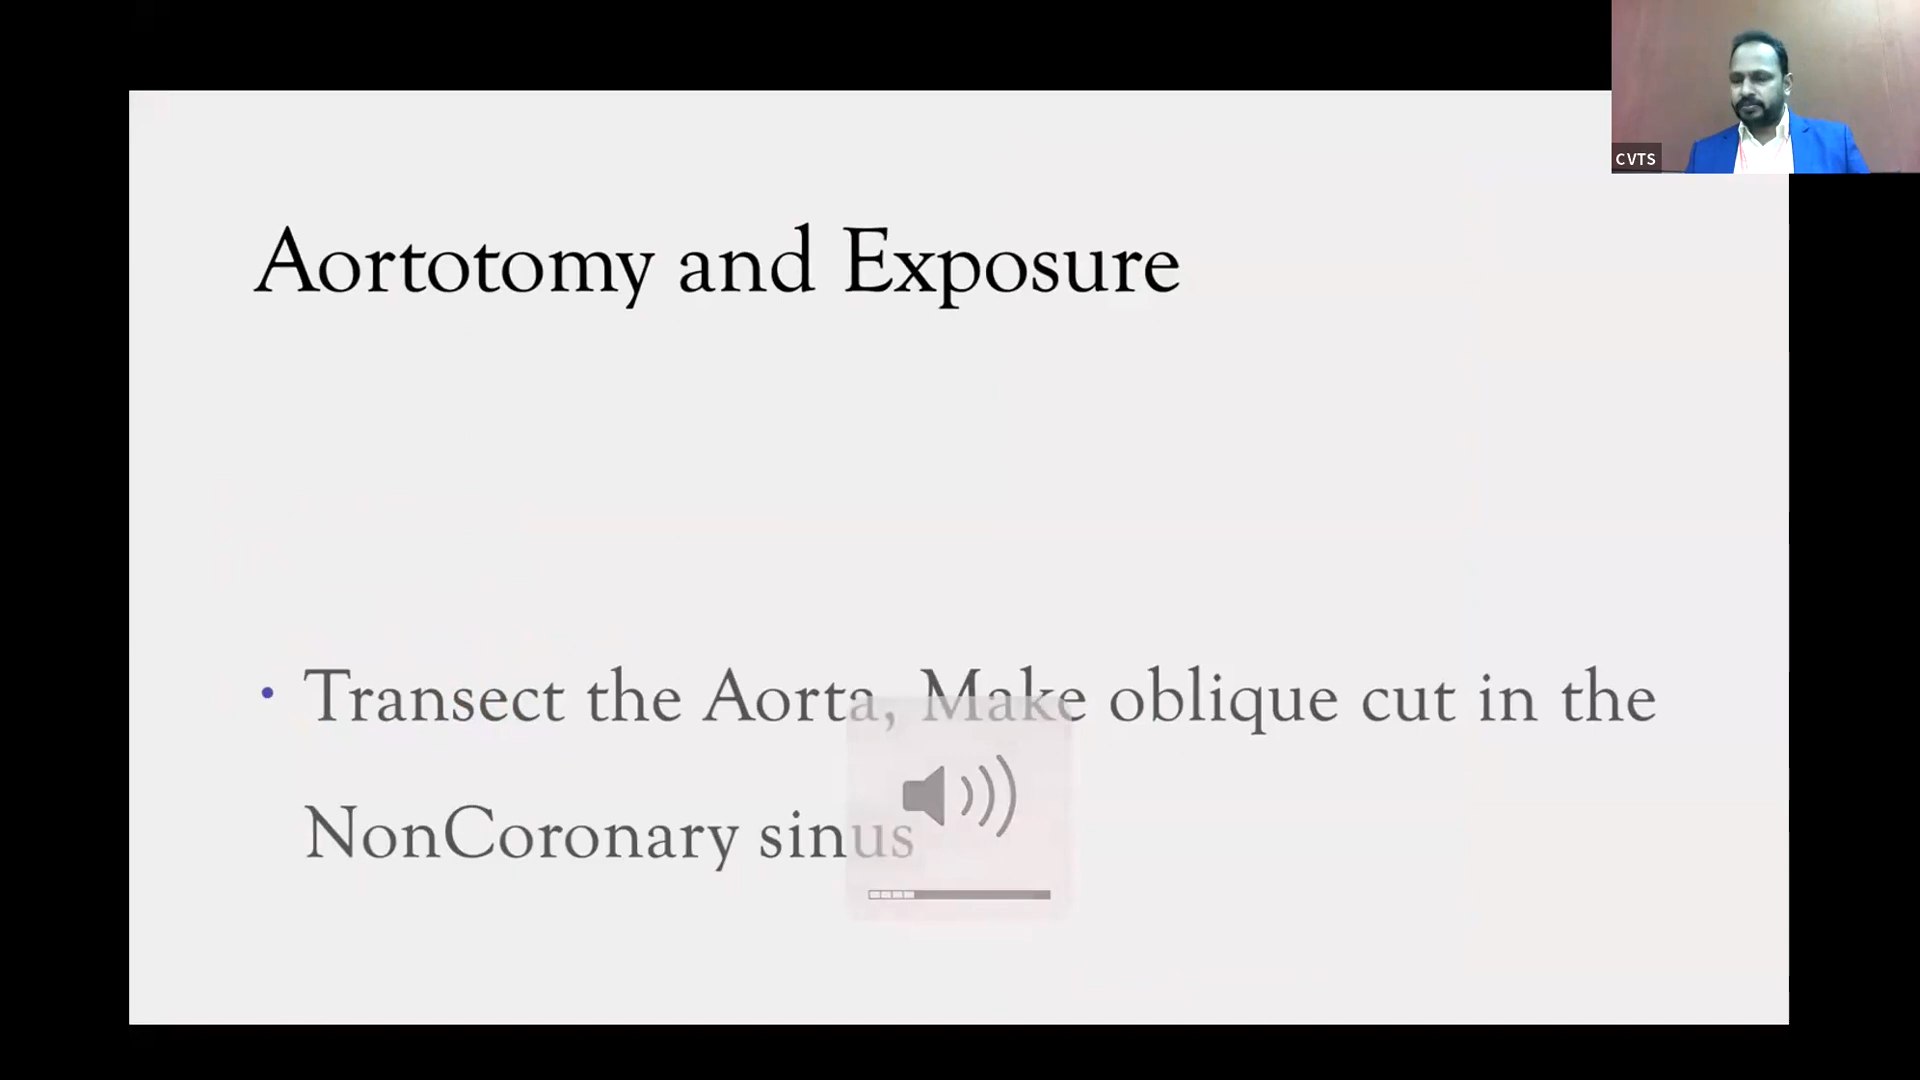 CVTS
Aortotomy and Exposure
• Transect the Aorta, Make oblique cut in the
NonCoronary sinus